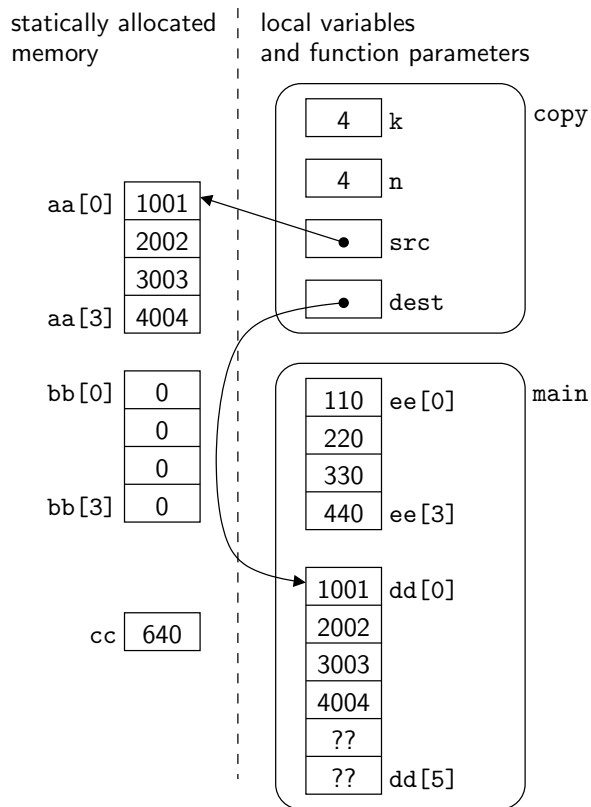 statically allocated
memory
local variables
and function parameters
copy
4 k
4 n
src
dest
aa[0] 1001
2002
3003
aa[3] 4004
bb[0] 0
0
0
bb[3] 0
cc 640
main
110 ee[0]
220
330
440 ee[3]
1001 dd[0]
2002
3003
4004
??
?? dd[5]